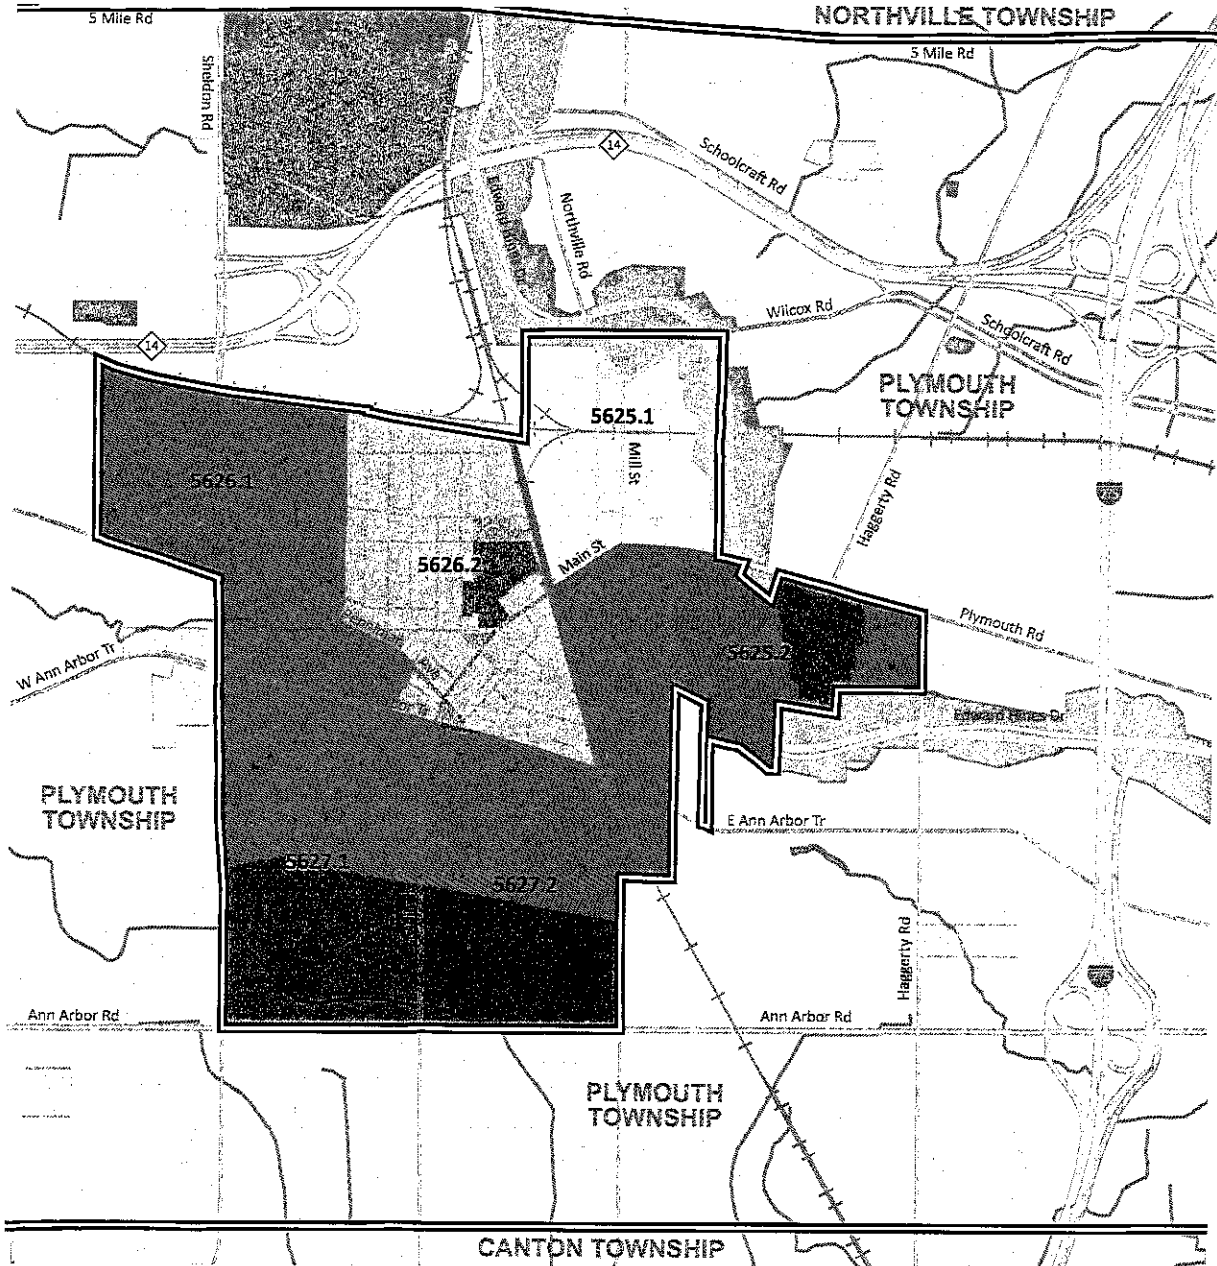 NORTHVILLE TOWNSHIP
5 Mile Rd
5 Mile Rd
Sheldon Rd
14
Schoolcraft Rd
Edward Hines Dr
Northville Rd
Wilcox Rd
Schoolcraft Rd
14
PLYMOUTH
TOWNSHIP
5625.1
Mill St
5626.1
Haggerty Rd
5626.2
Main St
Plymouth Rd
5625.2
W Ann Arbor Tr
Edward Hines Dr
PLYMOUTH
TOWNSHIP
E Ann Arbor Tr
5627.1
5627.2
Haggerty Rd
Ann Arbor Rd
Ann Arbor Rd
PLYMOUTH
TOWNSHIP
CANTON TOWNSHIP